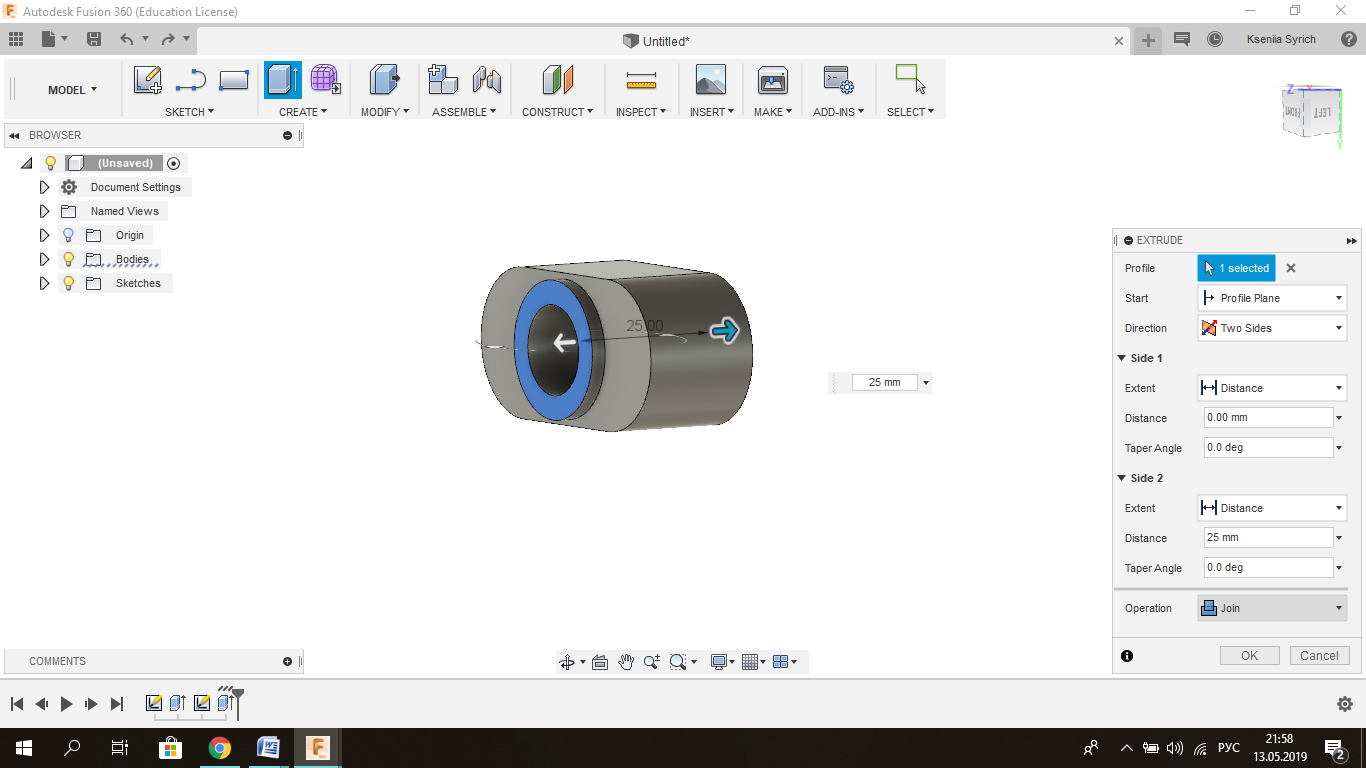 Autodesk Fusion 360 (Education License)
Untitled*
Kseniia Syrich
MODEL
SKETCH
CREATE
MODIFY
ASSEMBLE
CONSTRUCT
INSPECT
INSERT
MAKE
ADD-INS
SELECT
BROWSER
(Unsaved)
Document Settings
Named Views
Origin
Bodies
Sketches
Z
X
FRONT
LEFT
Y
25.00
25 mm
EXTRUDE
Profile 1 selected
Start Profile Plane
Direction Two Sides
Side 1
Extent Distance
Distance 0.00 mm
Taper Angle 0.0 deg
Side 2
Extent Distance
Distance 25 mm
Taper Angle 0.0 deg
Operation Join
OK Cancel
COMMENTS
РУС
21:58
13.05.2019
2